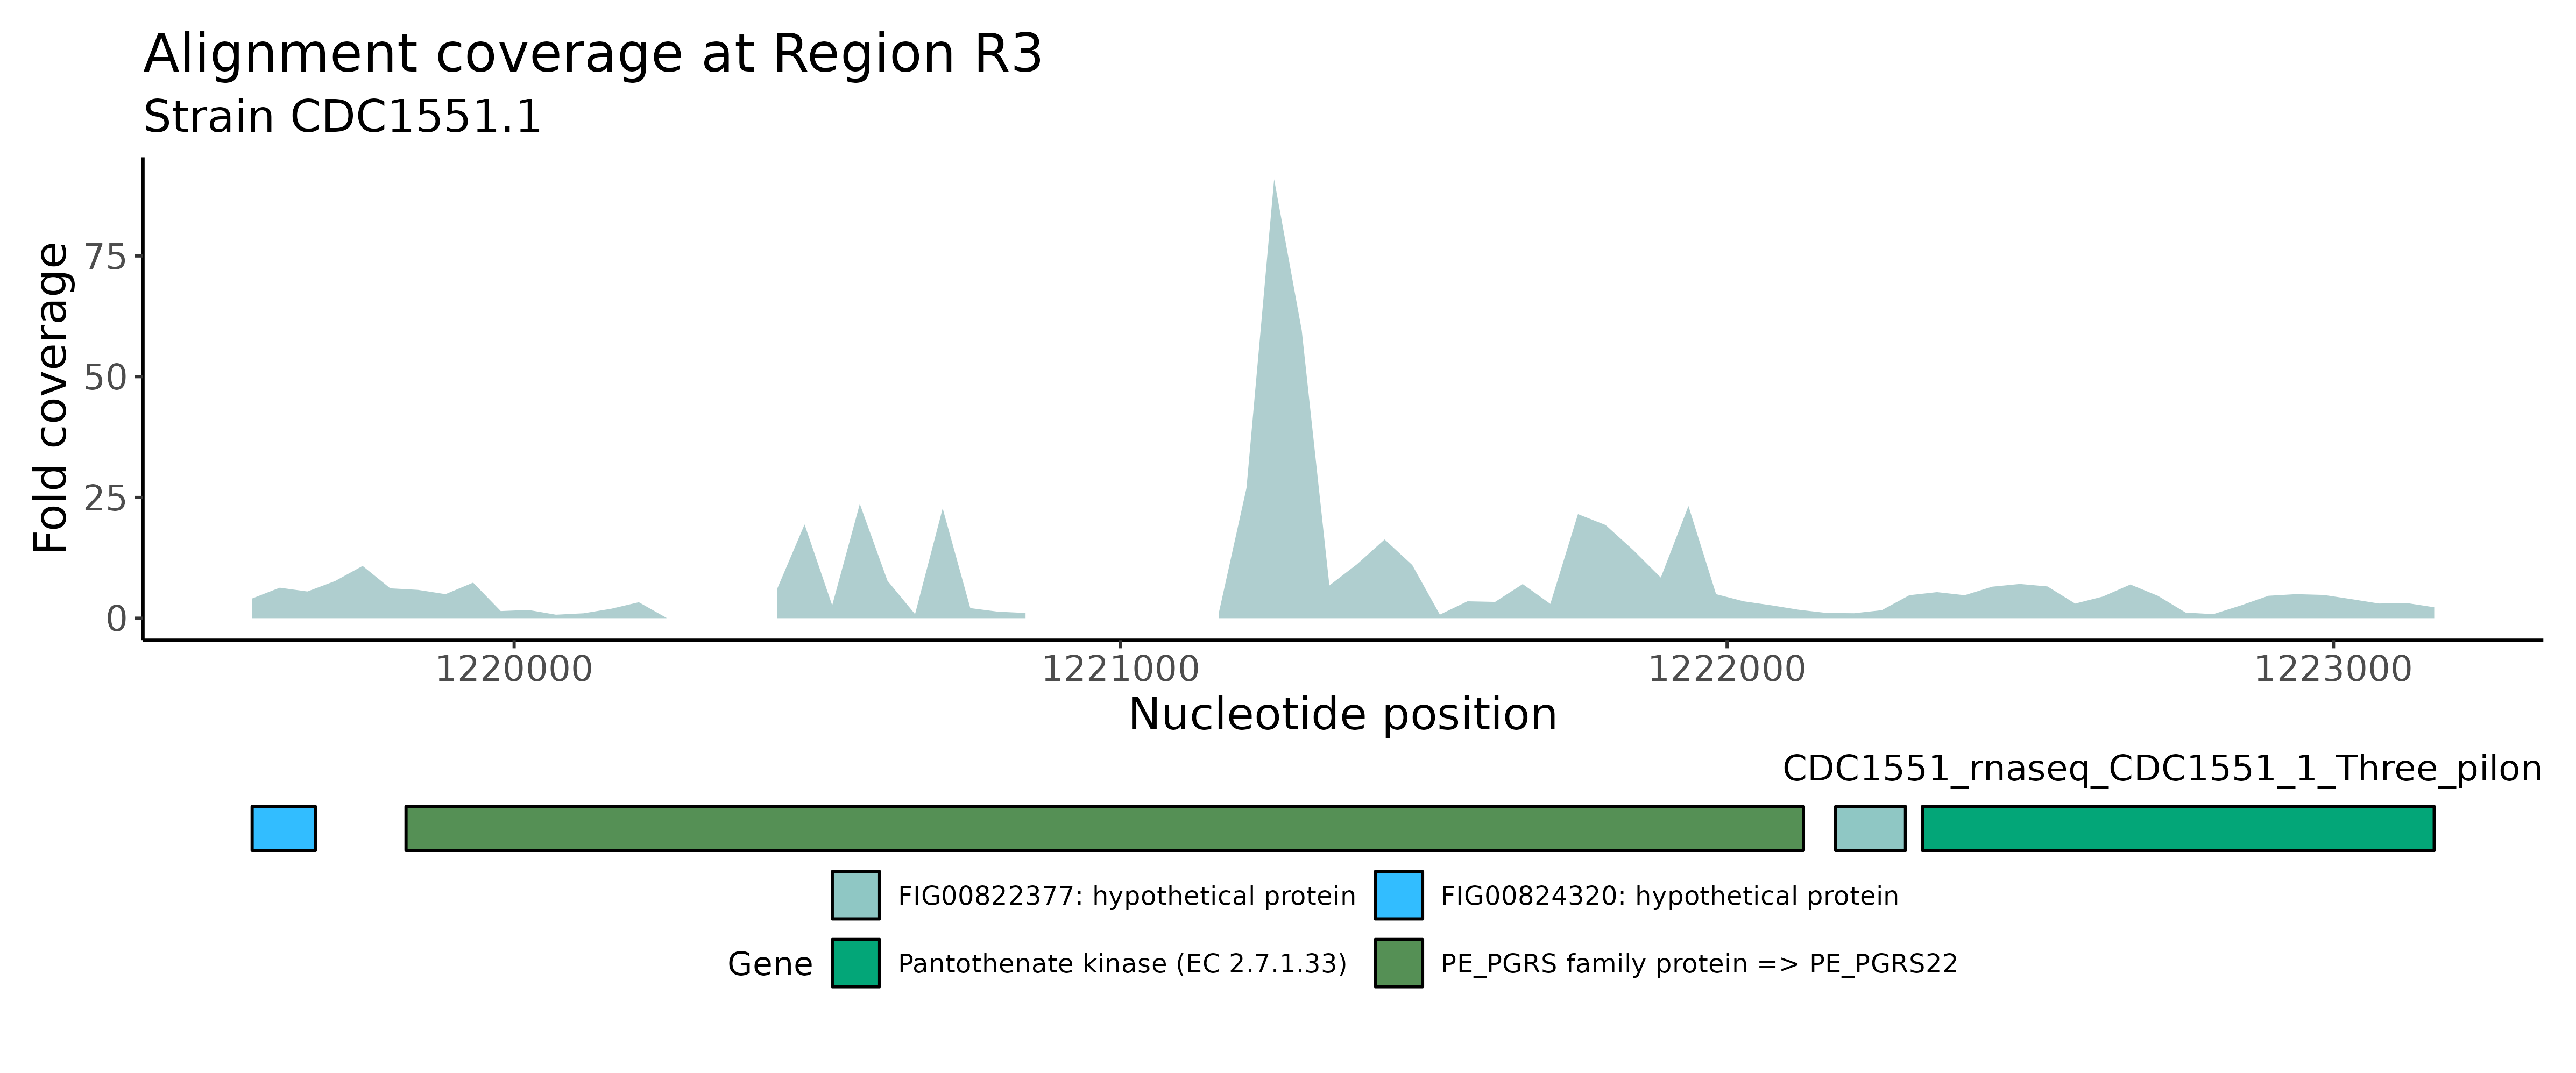 Alignment coverage at Region R3
Strain CDC1551.1
Fold coverage
75
50
25
0
1220000 1221000 1222000 1223000
Nucleotide position
CDC1551_rnaseq_CDC1551_1_Three_pilon
Gene
FIG00822377: hypothetical protein
FIG00824320: hypothetical protein
Pantothenate kinase (EC 2.7.1.33)
PE_PGRS family protein => PE_PGRS22